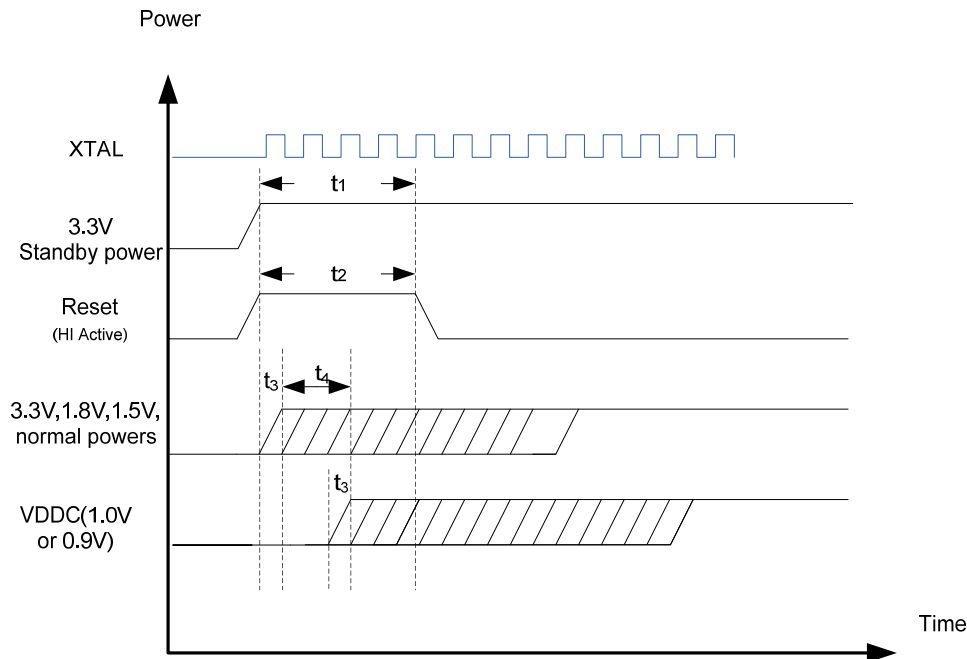 Power
XTAL
t1
3.3V
Standby power
t2
Reset
(HI Active)
t3
t4
3.3V,1.8V,1.5V,
normal powers
t3
VDDC(1.0V
or 0.9V)
Time